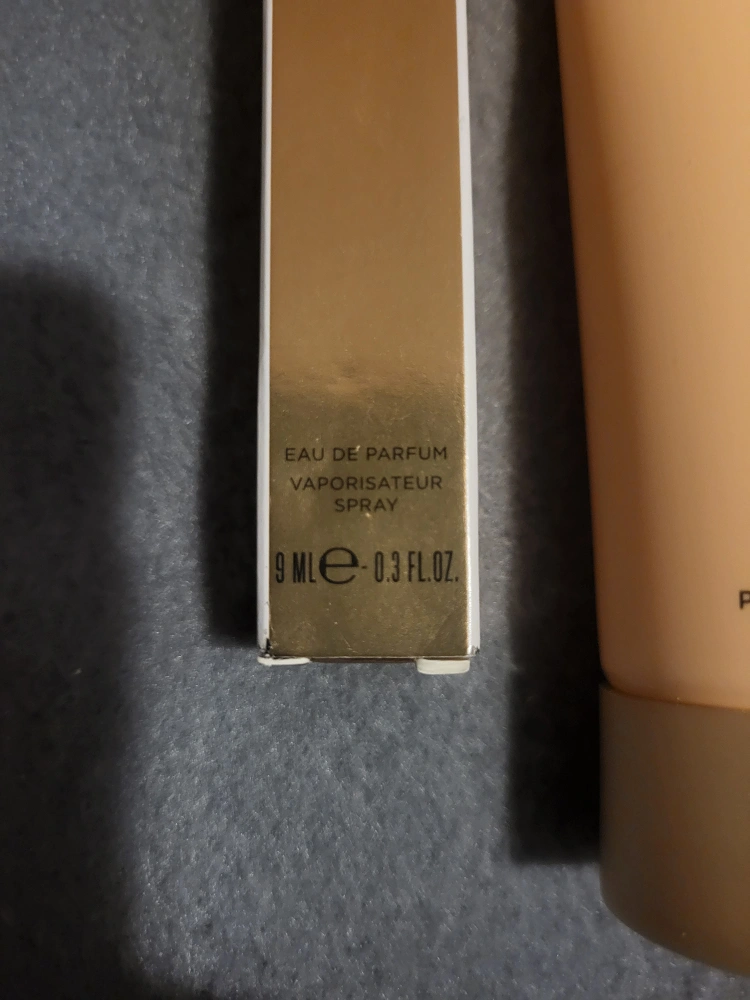 EAU DE PARFUM
VAPORISATEUR
SPRAY
9 ML℮- 0.3 FL.OZ.
P